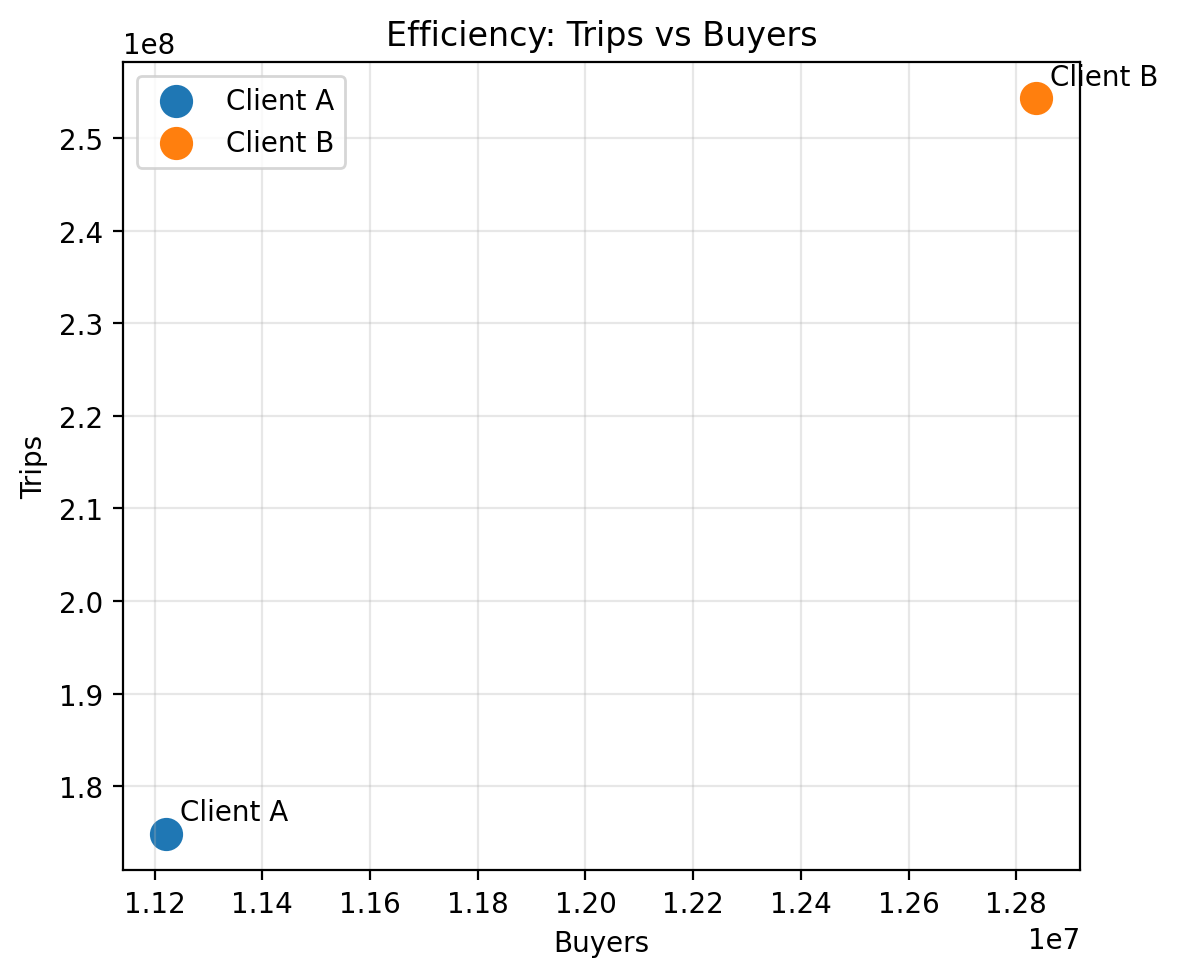 Efficiency: Trips vs Buyers
1e8
Client A
Client B
Client B
2.5
2.4
2.3
2.2
2.1
2.0
1.9
1.8
Trips
Client A
1.12 1.14 1.16 1.18 1.20 1.22 1.24 1.26 1.28
1e7
Buyers